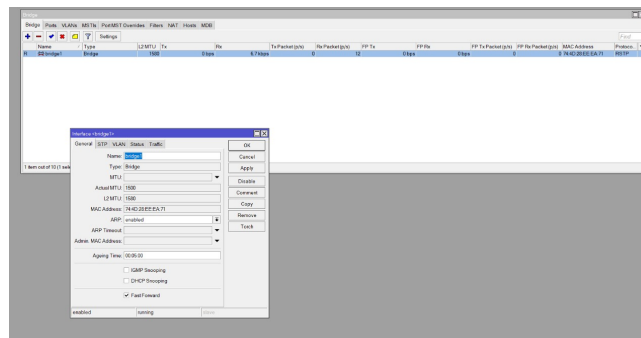 Bridge
Bridge Ports VLANs MSTIs Port MST Overrides Filters NAT Hosts MDB
Settings
Find
Name Type L2 MTU Tx Rx Tx Packet (p/s) Rx Packet (p/s) FP Tx FP Rx FP Tx Packet (p/s) FP Rx Packet (p/s) MAC Address Protoco...
R bridge1 Bridge 1580 0 bps 6.7 kbps 0 12 0 bps 0 bps 0 0 74:4D:28:EE:EA:71 RSTP
1 item out of 10 (1 sele
Interface <bridge1>
General STP VLAN Status Traffic
Name: bridge1
Type: Bridge
MTU:
Actual MTU: 1500
L2 MTU: 1580
MAC Address: 74:4D:28:EE:EA:71
ARP: enabled
ARP Timeout:
Admin. MAC Address:
Ageing Time: 00:05:00
IGMP Snooping
DHCP Snooping
Fast Forward
OK
Cancel
Apply
Disable
Comment
Copy
Remove
Torch
enabled running slave